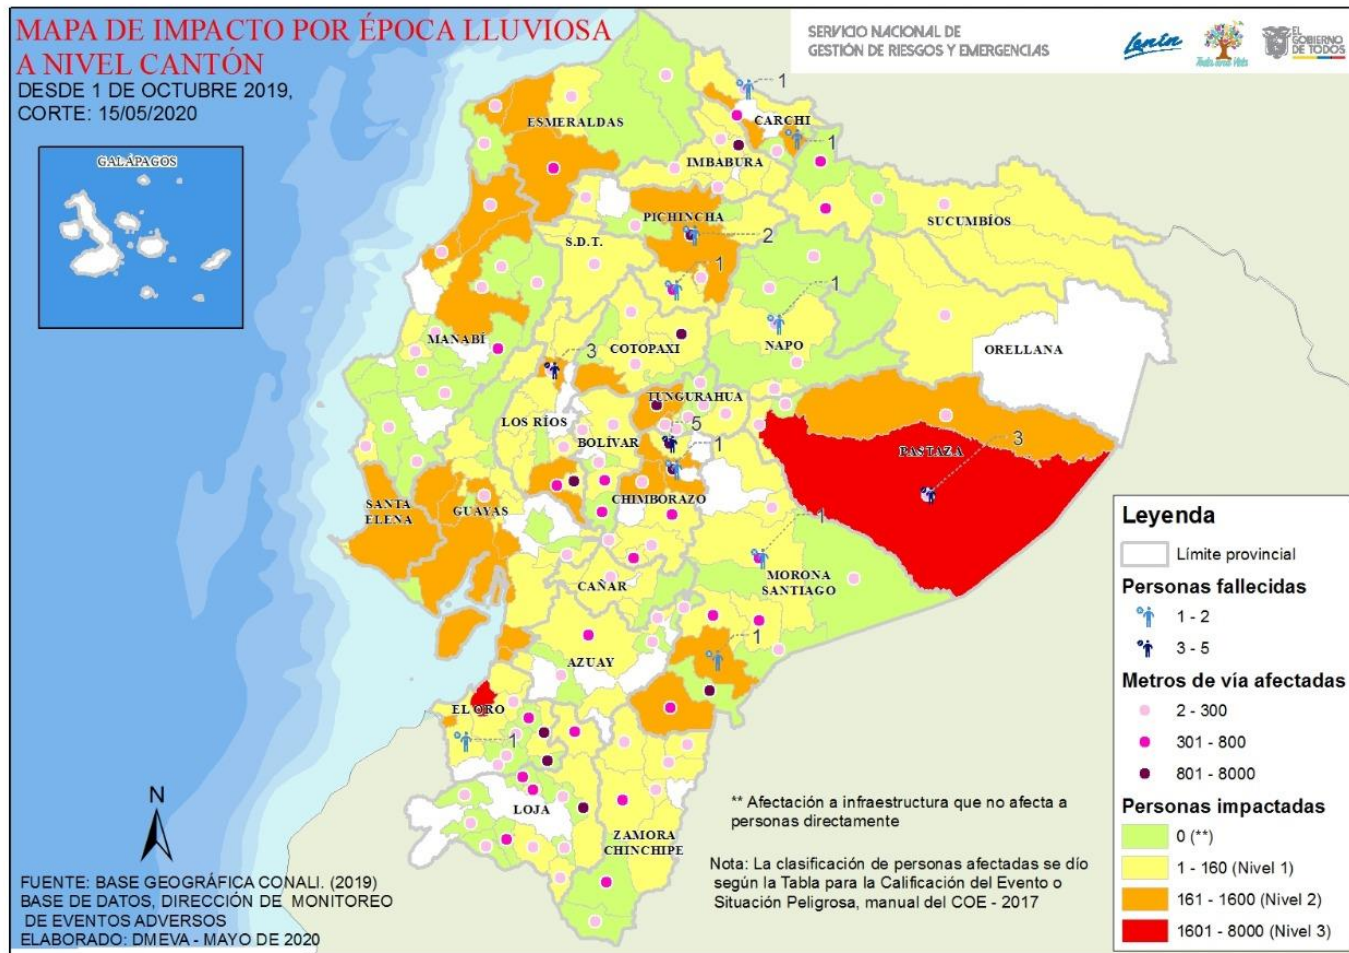 MAPA DE IMPACTO POR ÉPOCA LLUVIOSA
A NIVEL CANTÓN
DESDE 1 DE OCTUBRE 2019,
CORTE: 15/05/2020
SERVICIO NACIONAL DE
GESTIÓN DE RIESGOS Y EMERGENCIAS
Lenín
Toda una Vida
EL
GOBIERNO
DE TODOS
GALÁPAGOS
1
CARCHI
ESMERALDAS
1
IMBABURA
PICHINCHA
SUCUMBÍOS
2
S.D.T.
1
1
MANABÍ
COTOPAXI
NAPO
ORELLANA
3
TUNGURAHUA
LOS RÍOS
5
BOLÍVAR
1
PASTAZA
3
SANTA
ELENA
GUAYAS
CHIMBORAZO
1
MORONA
SANTIAGO
CAÑAR
1
AZUAY
EL ORO
1
LOJA
ZAMORA
CHINCHIPE
N
** Afectación a infraestructura que no afecta a
personas directamente
Nota: La clasificación de personas afectadas se dío
según la Tabla para la Calificación del Evento o
Situación Peligrosa, manual del COE - 2017
FUENTE: BASE GEOGRÁFICA CONALI. (2019)
BASE DE DATOS, DIRECCIÓN DE MONITOREO
DE EVENTOS ADVERSOS
ELABORADO: DMEVA - MAYO DE 2020
Leyenda
Límite provincial
Personas fallecidas
1 - 2
3 - 5
Metros de vía afectadas
2 - 300
301 - 800
801 - 8000
Personas impactadas
0 (**)
1 - 160 (Nivel 1)
161 - 1600 (Nivel 2)
1601 - 8000 (Nivel 3)